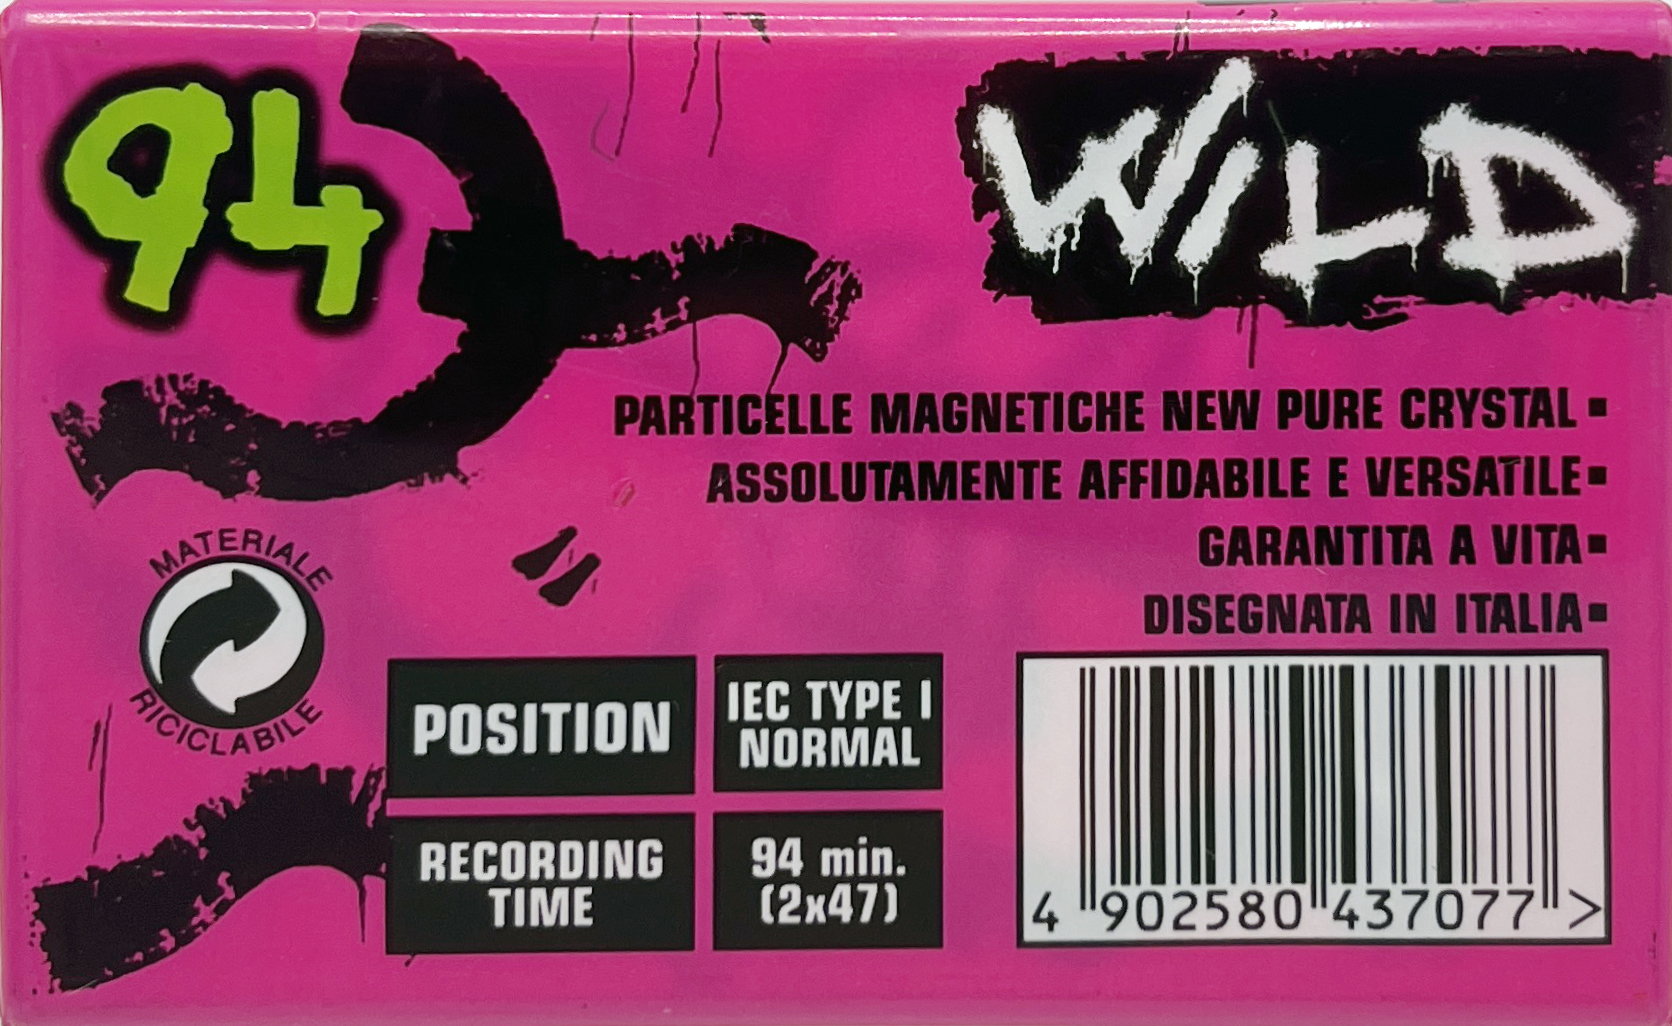 94
WILD
PARTICELLE MAGNETICHE NEW PURE CRYSTAL
ASSOLUTAMENTE AFFIDABILE E VERSATILE
GARANTITA A VITA
DISEGNATA IN ITALIA
MATERIALE
RICICLABILE
POSITION
IEC TYPE I
NORMAL
RECORDING
TIME
94 min.
(2x47)
4 902580 437077 >